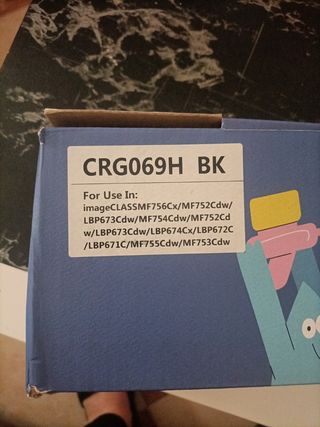 CRG069H BK
For Use In:
imageCLASSMF756Cx/MF752Cdw/
LBP673Cdw/MF754Cdw/MF752Cd
w/LBP673Cdw/LBP674Cx/LBP672C
/LBP671C/MF755Cdw/MF753Cdw